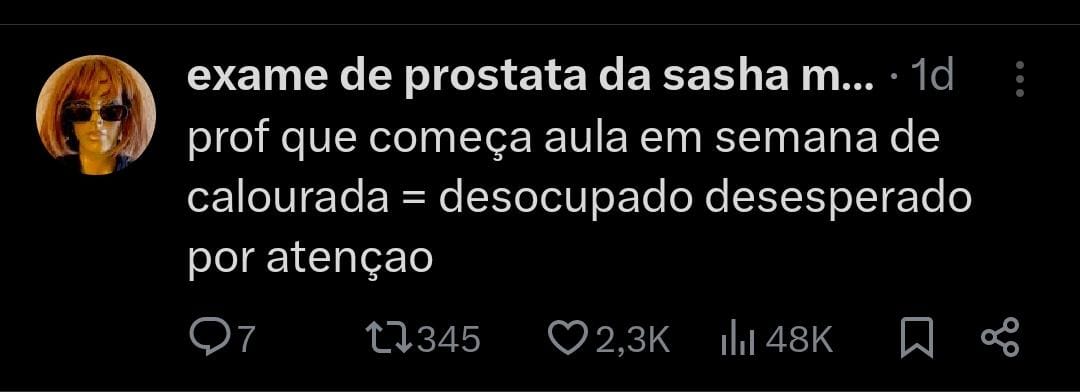 exame de prostata da sasha m... · 1d
prof que começa aula em semana de
calourada = desocupado desesperado
por atençao
7 345 2,3K 48K